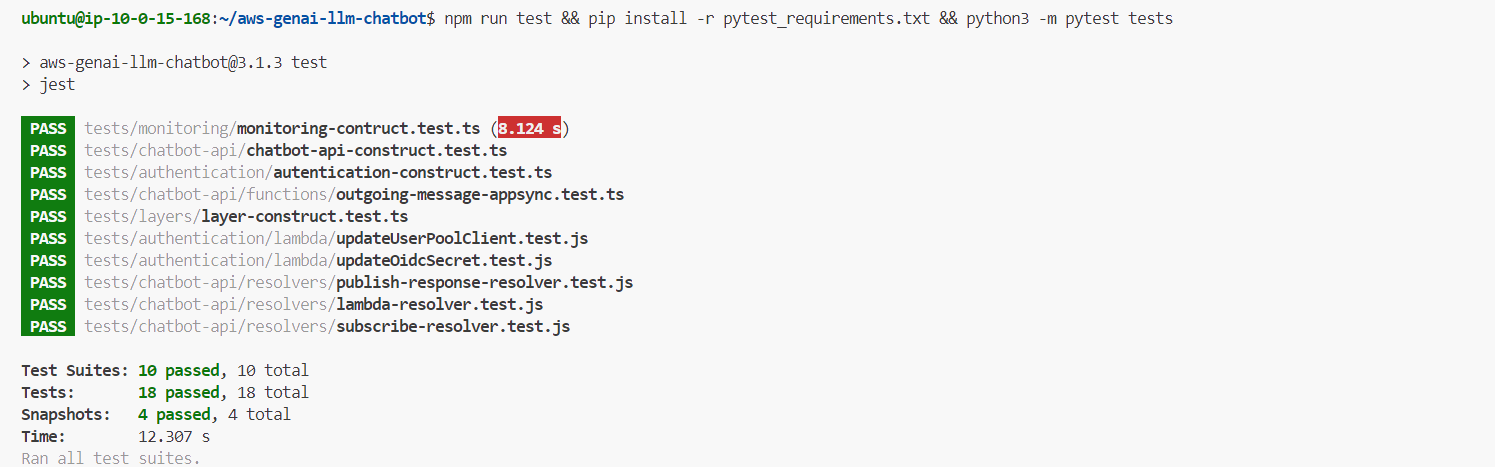 ubuntu@ip-10-0-15-168:~/aws-genai-llm-chatbot$ npm run test && pip install -r pytest_requirements.txt && python3 -m pytest tests
> aws-genai-llm-chatbot@3.1.3 test
> jest
PASS tests/monitoring/monitoring-contruct.test.ts (8.124 s)
PASS tests/chatbot-api/chatbot-api-construct.test.ts
PASS tests/authentication/autentication-construct.test.ts
PASS tests/chatbot-api/functions/outgoing-message-appsync.test.ts
PASS tests/layers/layer-construct.test.ts
PASS tests/authentication/lambda/updateUserPoolClient.test.js
PASS tests/authentication/lambda/updateOidcSecret.test.js
PASS tests/chatbot-api/resolvers/publish-response-resolver.test.js
PASS tests/chatbot-api/resolvers/lambda-resolver.test.js
PASS tests/chatbot-api/resolvers/subscribe-resolver.test.js
Test Suites: 10 passed, 10 total
Tests: 18 passed, 18 total
Snapshots: 4 passed, 4 total
Time: 12.307 s
Ran all test suites.